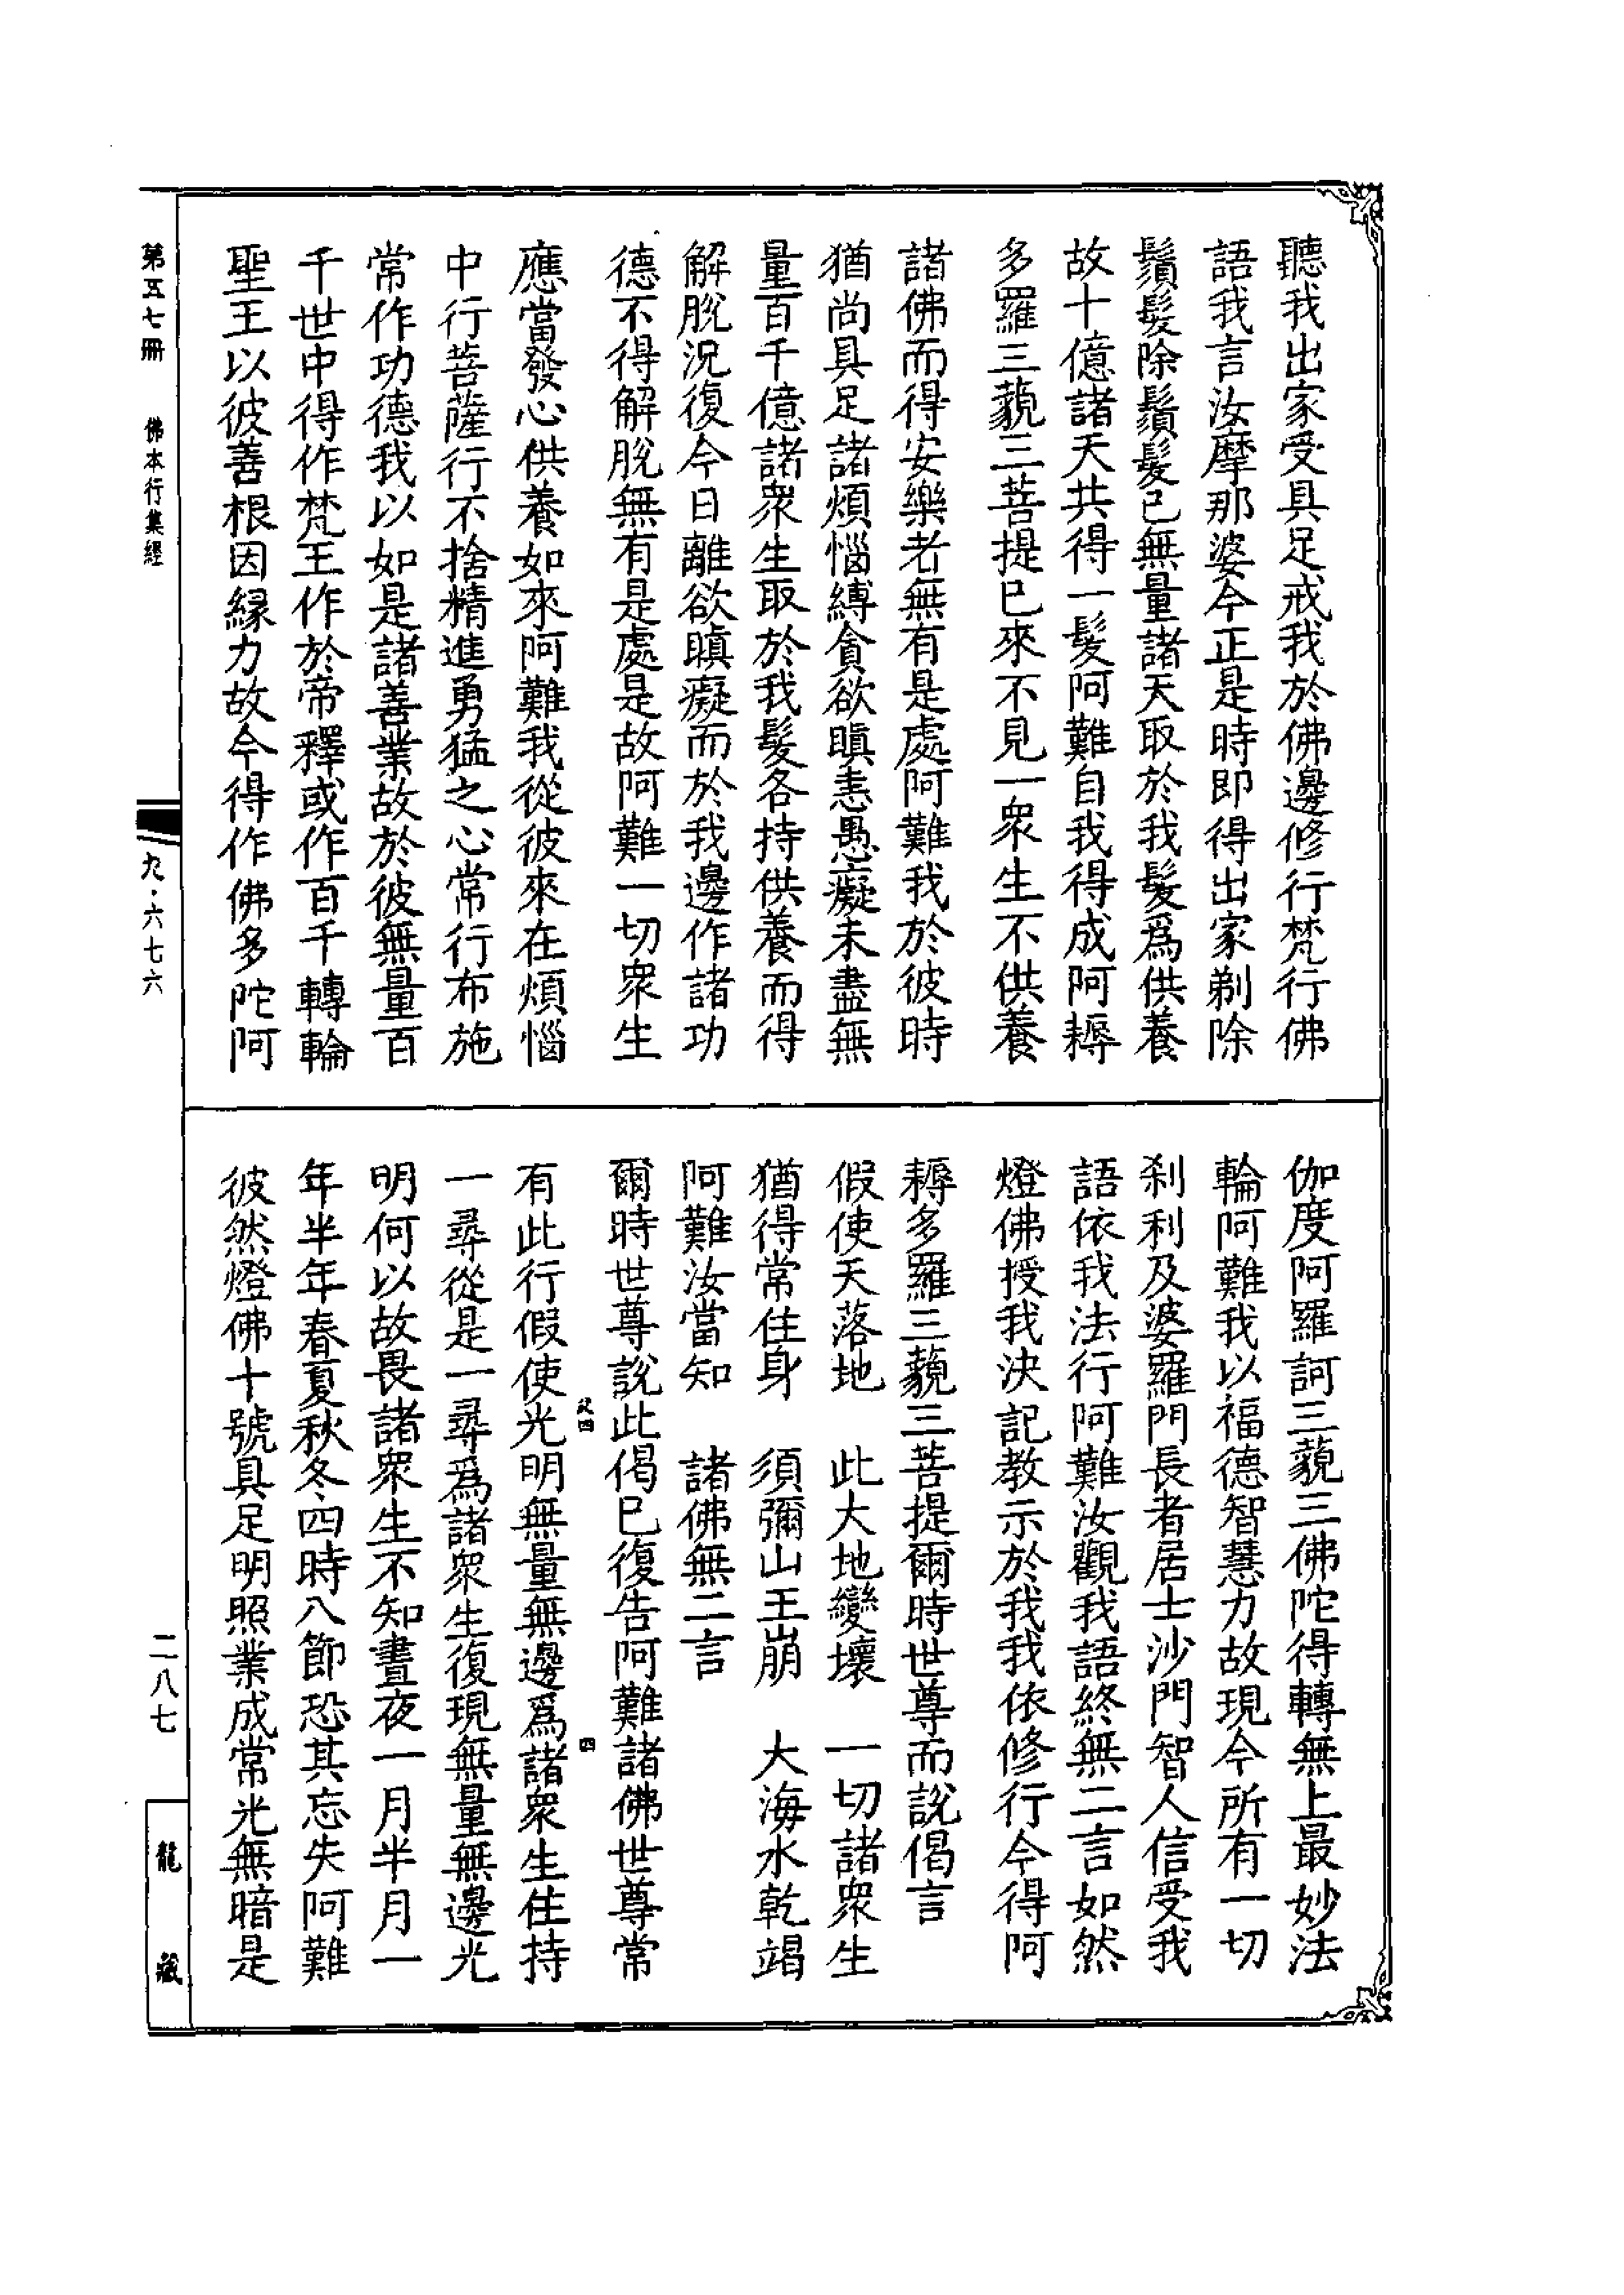 聽我出家受具足戒我於佛邊修行梵行佛
語我言汝摩那婆今正是時即得出家剃除
鬚髮除鬚髮已無量諸天取於我髮爲供養
故十億諸天共得一髮阿難自我得成阿耨
多羅三藐三菩提已來不見一衆生不供養
諸佛而得安樂者無有是處阿難我於彼時
猶尚具足諸煩惱縛貪欲瞋恚愚癡未盡無
量百千億諸衆生取於我髮各持供養而得
解脫況復今日離欲瞋癡而於我邊作諸功
德不得解脫無有是處是故阿難一切衆生
應當發心供養如來阿難我從彼來在煩惱
中行菩薩行不捨精進勇猛之心常行布施
常作功德我以如是諸善業故於彼無量百
千世中得作梵王作於帝釋或作百千轉輪
聖王以彼善根因緣力故今得作佛多陀阿
伽度阿羅訶三藐三佛陀得轉無上最妙法
輪阿難我以福德智慧力故現今所有一切
刹利及婆羅門長者居士沙門智人信受我
語依我法行阿難汝觀我語終無二言如然
燈佛授我決記教示於我我依修行今得阿
耨多羅三藐三菩提爾時世尊而說偈言
假使天落地　此大地變壞　一切諸衆生
猶得常住身　須彌山王崩　大海水乾竭
阿難汝當知　諸佛無二言
爾時世尊說此偈已復告阿難諸佛世尊常
有此行假使光明無量無邊爲諸衆生住持
一尋從是一尋爲諸衆生復現無量無邊光
明何以故畏諸衆生不知晝夜一月半月一
年半年春夏秋冬四時八節恐其忘失阿難
彼然燈佛十號具足明照業成常光無暗是
四
第五七冊　佛本行集經
九·六七六
二八七
龍藏